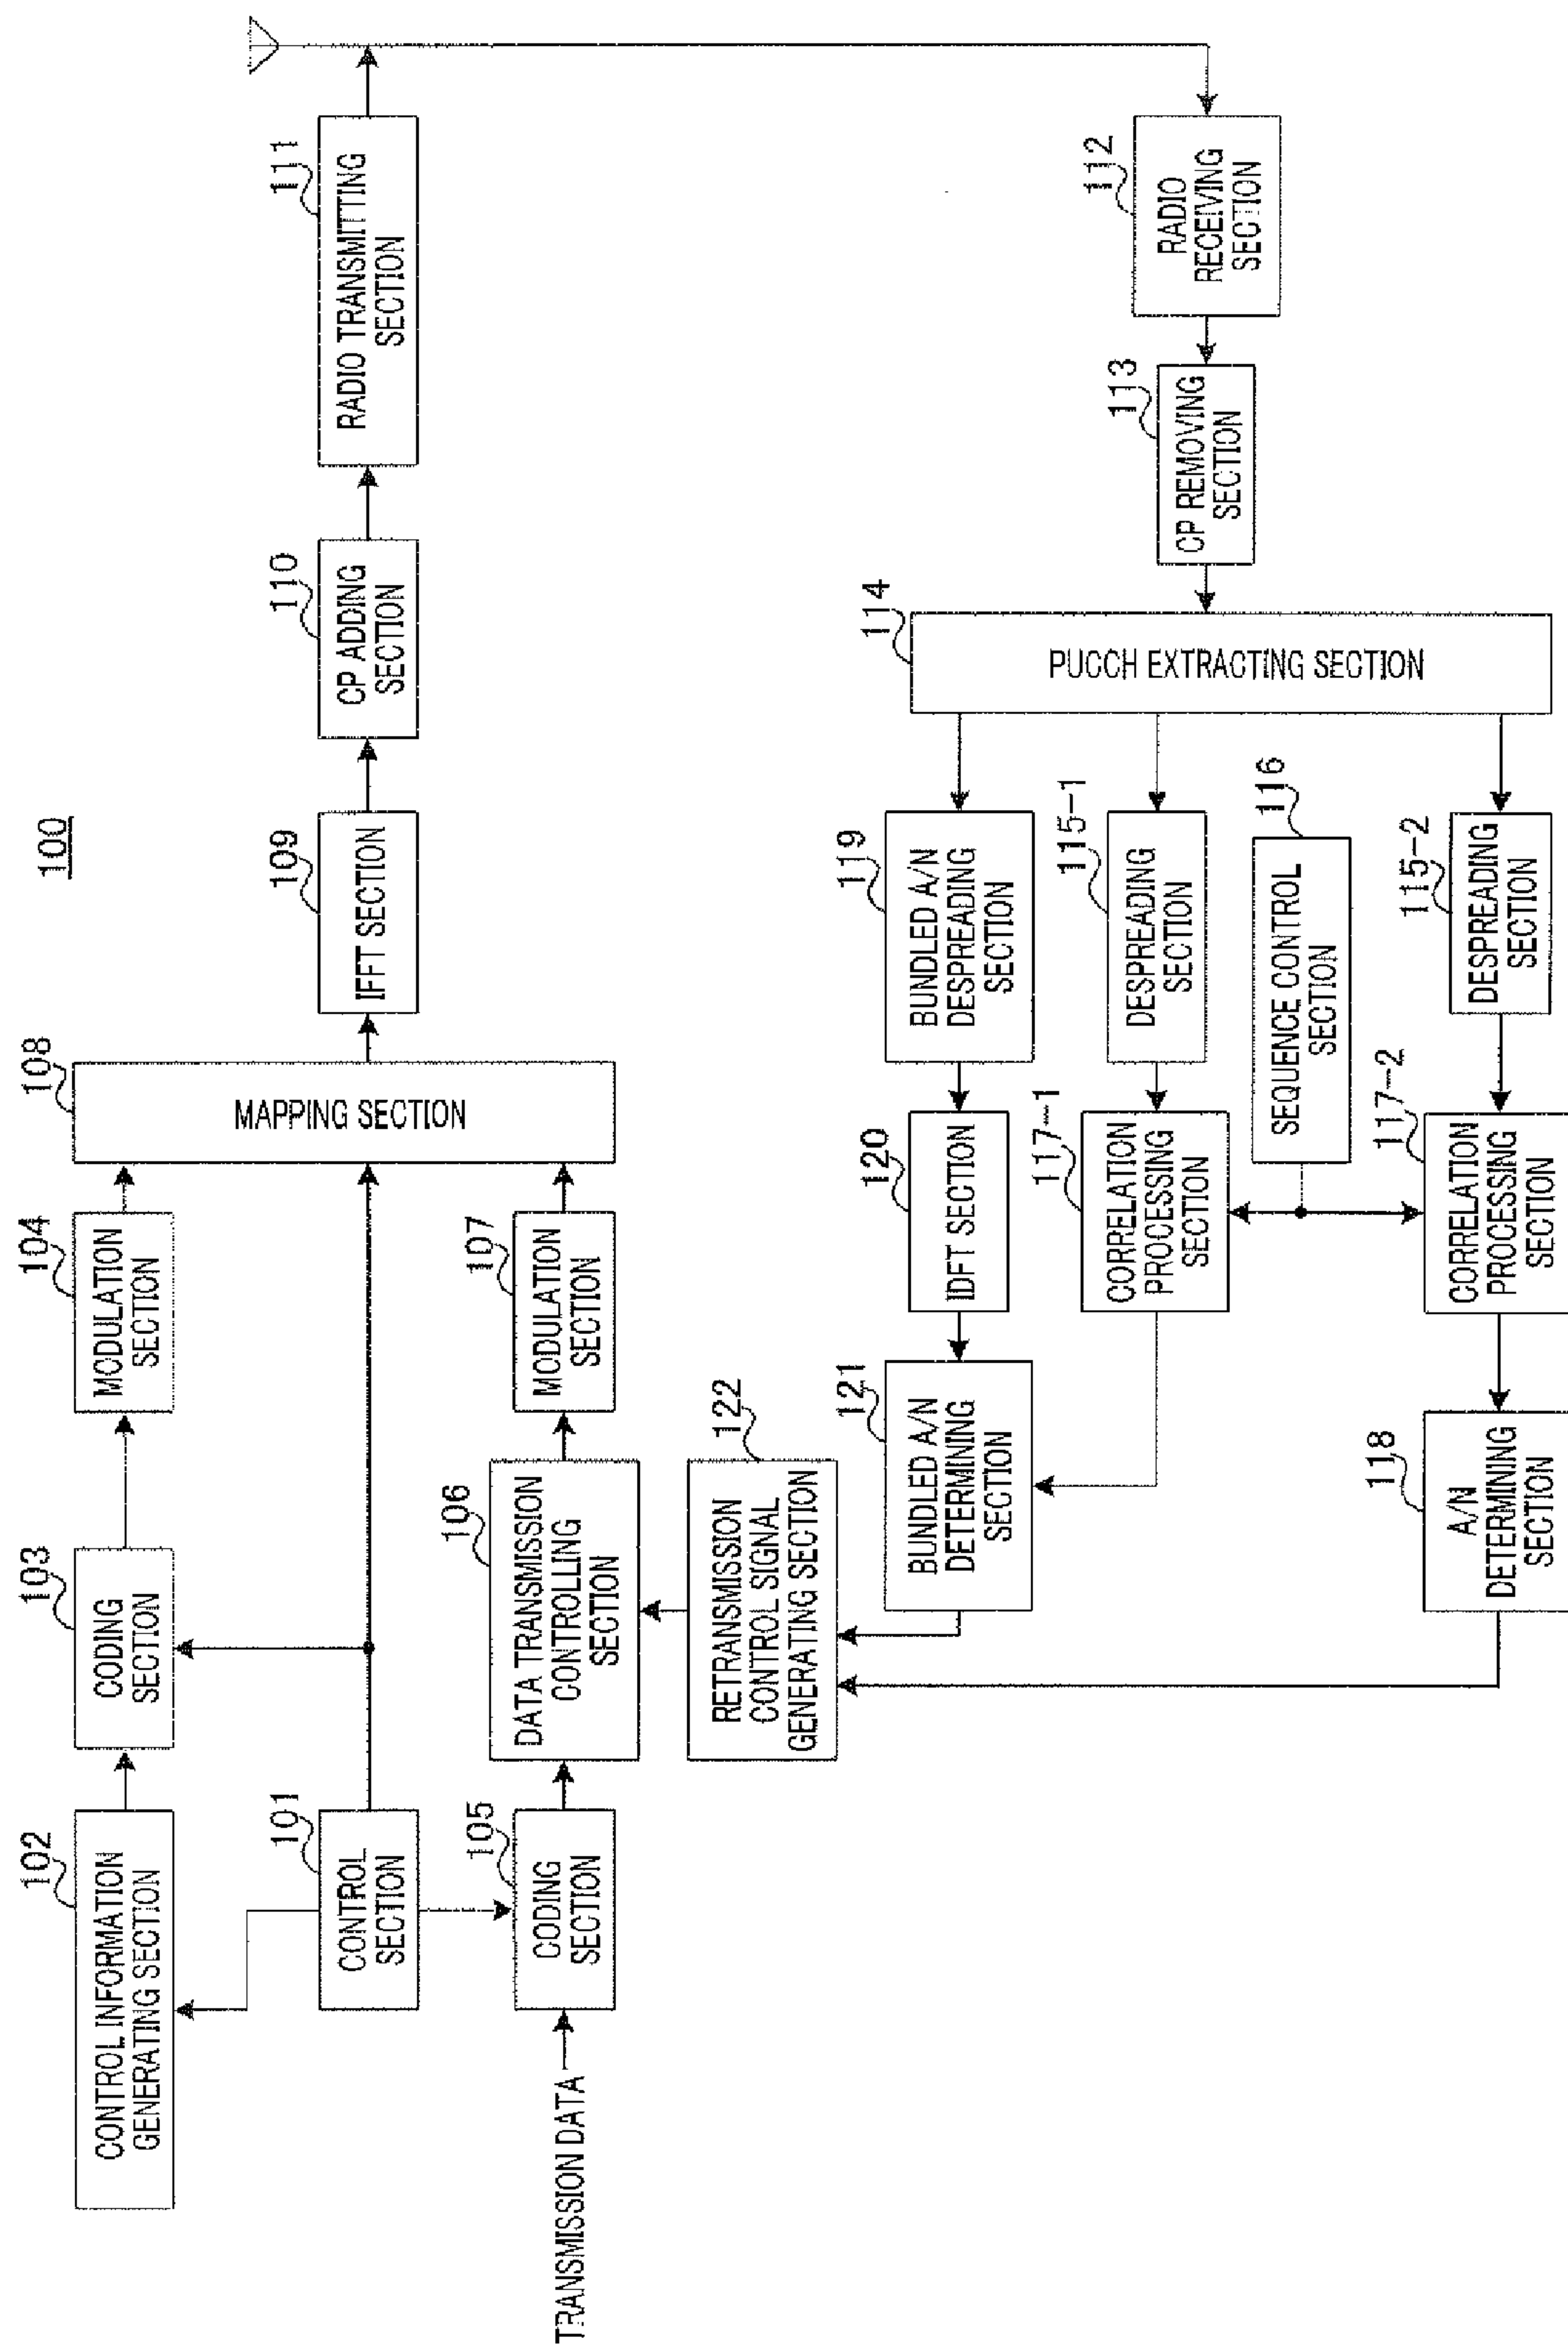 100
102
CONTROL INFORMATION
GENERATING SECTION
103
CODING
SECTION
104
MODULATION
SECTION
108
MAPPING SECTION
109
IFFT SECTION
110
CP ADDING
SECTION
111
RADIO TRANSMITTING
SECTION
101
CONTROL
SECTION
TRANSMISSION DATA
105
CODING
SECTION
106
DATA TRANSMISSION
CONTROLLING
SECTION
107
MODULATION
SECTION
122
RETRANSMISSION
CONTROL SIGNAL
GENERATING SECTION
121
BUNDLED A/N
DETERMINING
SECTION
120
IDFT SECTION
119
BUNDLED A/N
DESPREADING
SECTION
114
PUCCH EXTRACTING SECTION
113
CP REMOVING
SECTION
112
RADIO
RECEIVING
SECTION
117-1
CORRELATION
PROCESSING
SECTION
115-1
DESPREADING
SECTION
116
SEQUENCE CONTROL
SECTION
118
A/N
DETERMINING
SECTION
117-2
CORRELATION
PROCESSING
SECTION
115-2
DESPREADING
SECTION